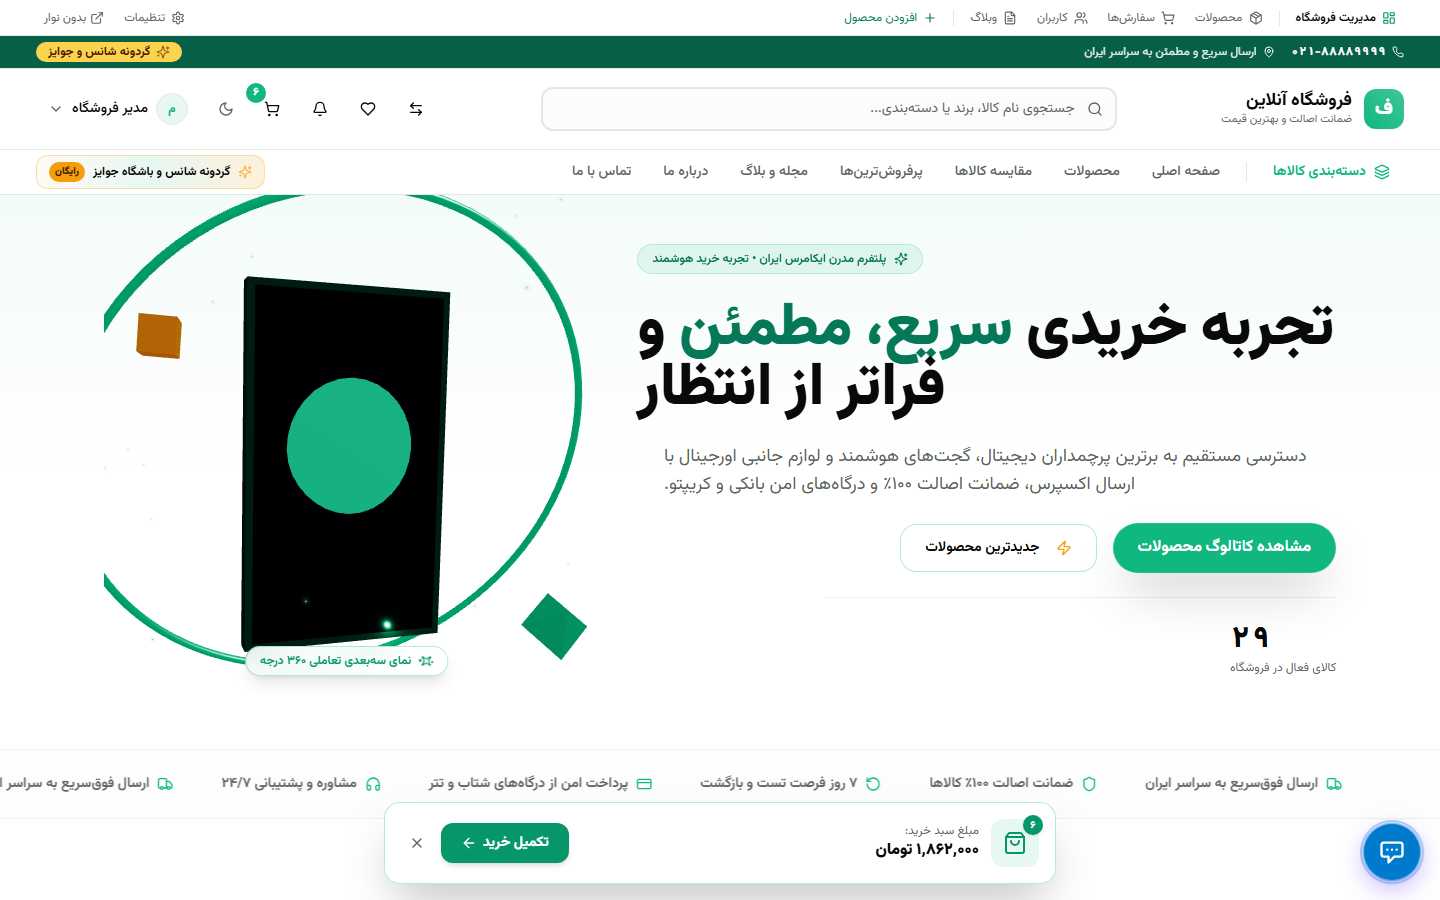 مدیریت فروشگاه
محصولات
سفارش‌ها
کاربران
وبلاگ
افزودن محصول
تنظیمات
بدون نوار
۰۲۱-۸۸۸۸۹۹۹۹
ارسال سریع و مطمئن به سراسر ایران
گردونه شانس و جوایز
ف
فروشگاه آنلاین
ضمانت اصالت و بهترین قیمت
جستجوی نام کالا، برند یا دسته‌بندی...
۶
م
مدیر فروشگاه
دسته‌بندی کالاها
صفحه اصلی
محصولات
مقایسه کالاها
پرفروش‌ترین‌ها
مجله و بلاگ
درباره ما
تماس با ما
گردونه شانس و باشگاه جوایز
رایگان
پلتفرم مدرن ایکامرس ایران • تجربه خرید هوشمند
تجربه خریدی سریع، مطمئن و
فراتر از انتظار
دسترسی مستقیم به برترین پرچمداران دیجیتال، گجت‌های هوشمند و لوازم جانبی اورجینال با
ارسال اکسپرس، ضمانت اصالت ۱۰۰٪ و درگاه‌های امن بانکی و کریپتو.
مشاهده کاتالوگ محصولات
جدیدترین محصولات
۲۹
کالای فعال در فروشگاه
نمای سه‌بعدی تعاملی ۳۶۰ درجه
ارسال فوق‌سریع به سراسر ایران
ضمانت اصالت ۱۰۰٪ کالاها
۷ روز فرصت تست و بازگشت
پرداخت امن از درگاه‌های شتاب و تتر
مشاوره و پشتیبانی ۲۴/۷
ارسال فوق‌سریع به سراسر ا
۶
مبلغ سبد خرید:
۱,۸۶۲,۰۰۰ تومان
تکمیل خرید